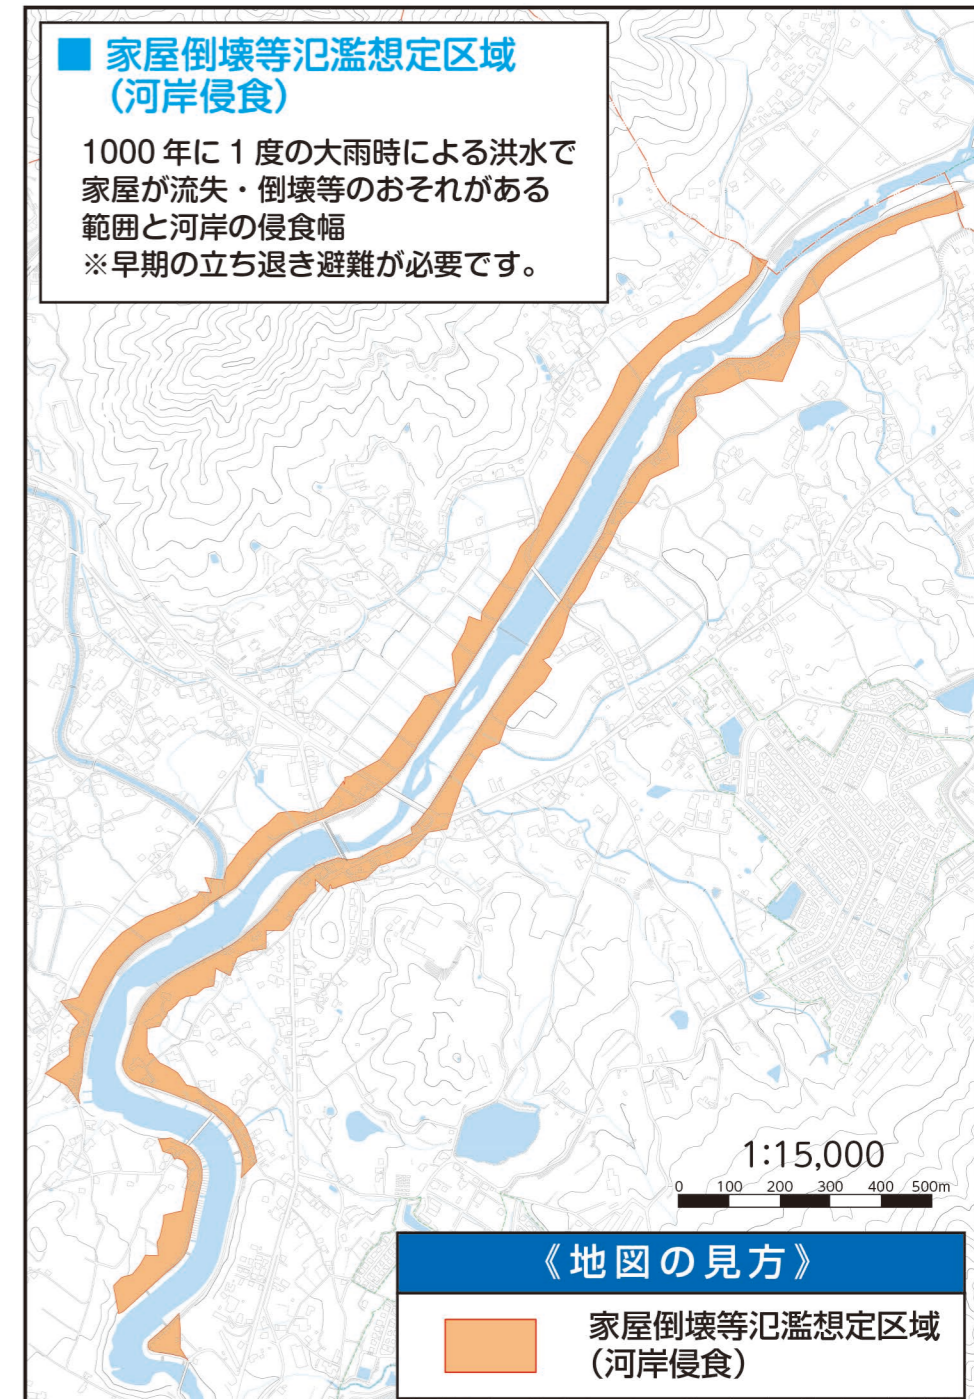 ■ 家屋倒壊等氾濫想定区域
（河岸侵食）
1000 年に 1 度の大雨時による洪水で
家屋が流失・倒壊等のおそれがある
範囲と河岸の侵食幅
※早期の立ち退き避難が必要です。
1:15,000
0 100 200 300 400 500m
《地図の見方》
家屋倒壊等氾濫想定区域
（河岸侵食）